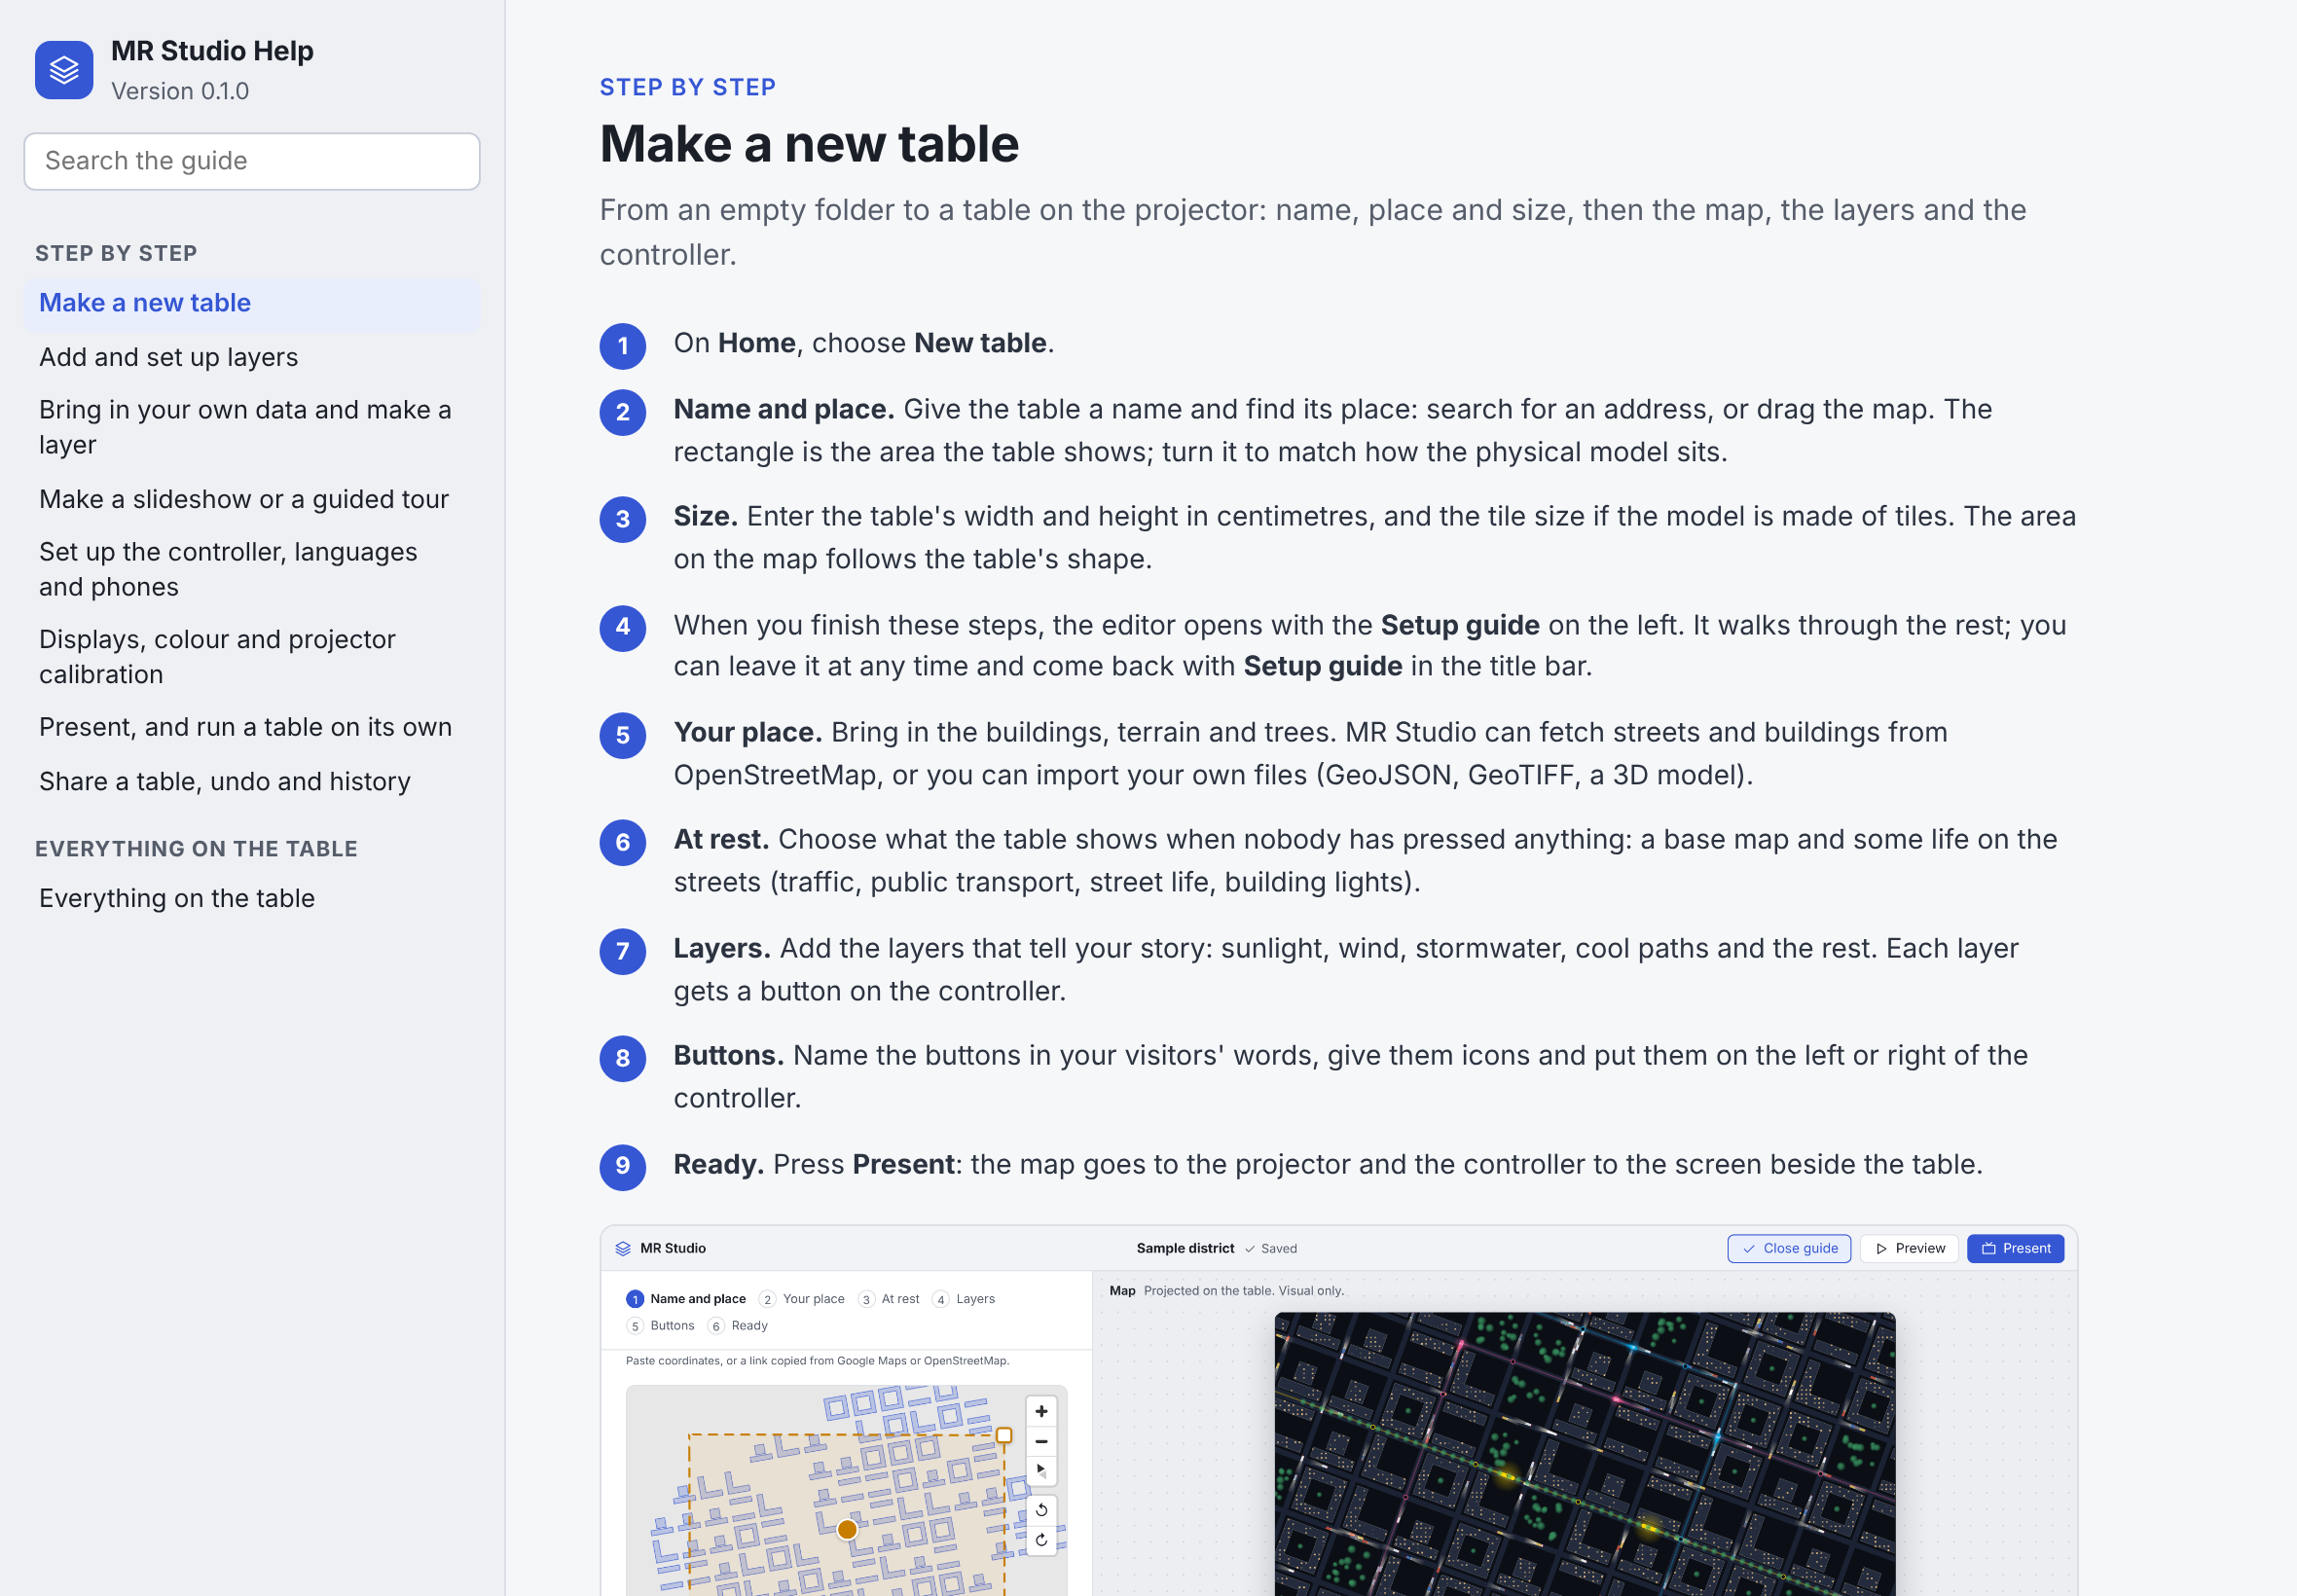 MR Studio Help
Version 0.1.0
Search the guide
STEP BY STEP
Make a new table
Add and set up layers
Bring in your own data and make a
layer
Make a slideshow or a guided tour
Set up the controller, languages
and phones
Displays, colour and projector
calibration
Present, and run a table on its own
Share a table, undo and history
EVERYTHING ON THE TABLE
Everything on the table
STEP BY STEP
Make a new table
From an empty folder to a table on the projector: name, place and size, then the map, the layers and the
controller.
1 On Home, choose New table.
2 Name and place. Give the table a name and find its place: search for an address, or drag the map. The
rectangle is the area the table shows; turn it to match how the physical model sits.
3 Size. Enter the table's width and height in centimetres, and the tile size if the model is made of tiles. The area
on the map follows the table's shape.
4 When you finish these steps, the editor opens with the Setup guide on the left. It walks through the rest; you
can leave it at any time and come back with Setup guide in the title bar.
5 Your place. Bring in the buildings, terrain and trees. MR Studio can fetch streets and buildings from
OpenStreetMap, or you can import your own files (GeoJSON, GeoTIFF, a 3D model).
6 At rest. Choose what the table shows when nobody has pressed anything: a base map and some life on the
streets (traffic, public transport, street life, building lights).
7 Layers. Add the layers that tell your story: sunlight, wind, stormwater, cool paths and the rest. Each layer
gets a button on the controller.
8 Buttons. Name the buttons in your visitors' words, give them icons and put them on the left or right of the
controller.
9 Ready. Press Present: the map goes to the projector and the controller to the screen beside the table.
MR Studio
Sample district Saved
Close guide Preview Present
1 Name and place 2 Your place 3 At rest 4 Layers
5 Buttons 6 Ready
Paste coordinates, or a link copied from Google Maps or OpenStreetMap.
Map Projected on the table. Visual only.